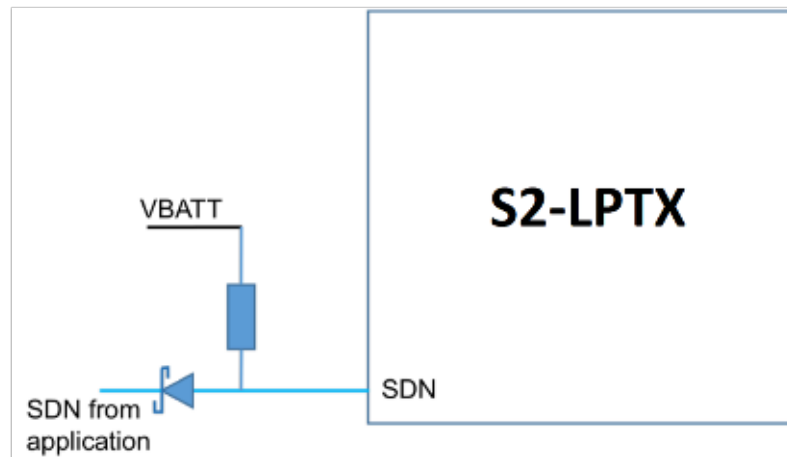 S2-LPTX
VBATT
SDN
SDN from
application